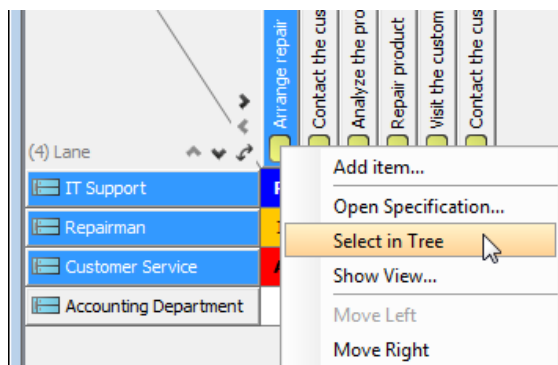 Arrange repair
Contact the cus
Analyze the pro
Repair product
Visit the custom
Contact the cus
(4) Lane
IT Support
Repairman
Customer Service
Accounting Department
Add item...
Open Specification...
Select in Tree
Show View...
Move Left
Move Right